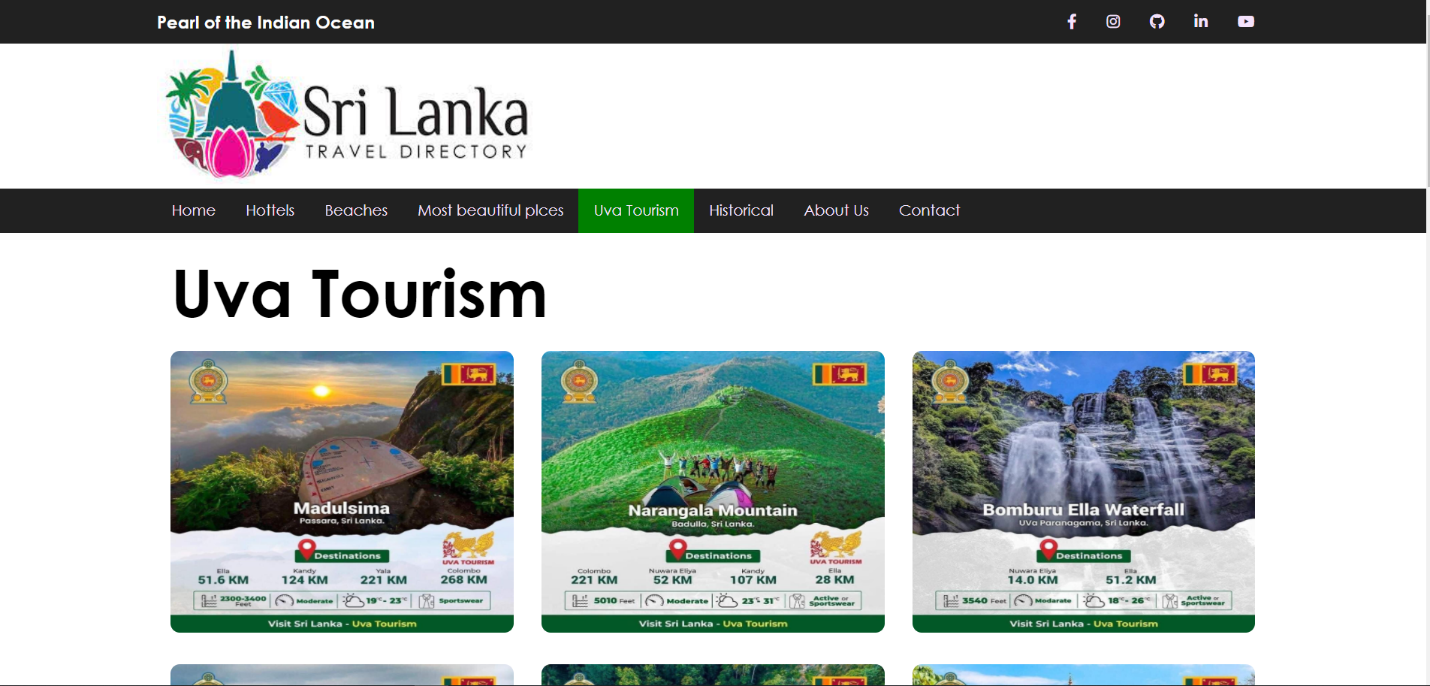 Pearl of the Indian Ocean
Sri Lanka
TRAVEL DIRECTORY
Home Hottels Beaches Most beautiful plces Uva Tourism Historical About Us Contact
Uva Tourism
Madulsima
Passara, Sri Lanka.
Destinations
UVA TOURISM
Ella Kandy Yala Colombo
51.6 KM 124 KM 221 KM 268 KM
2300-3400 Feet Moderate 19°c - 23°c Sportswear
Visit Sri Lanka - Uva Tourism
Narangala Mountain
Badulla, Sri Lanka.
Destinations
UVA TOURISM
Colombo Nuwara Eliya Kandy Ella
221 KM 52 KM 107 KM 28 KM
5010 Feet Moderate 23°c 31°c Active or Sportswear
Visit Sri Lanka - Uva Tourism
Bomburu Ella Waterfall
UVa Paranagama, Sri Lanka.
Destinations
Nuwara Eliya Ella
14.0 KM 51.2 KM
3540 Feet Moderate 18°c - 26°c Active or Sportswear
Visit Sri Lanka - Uva Tourism